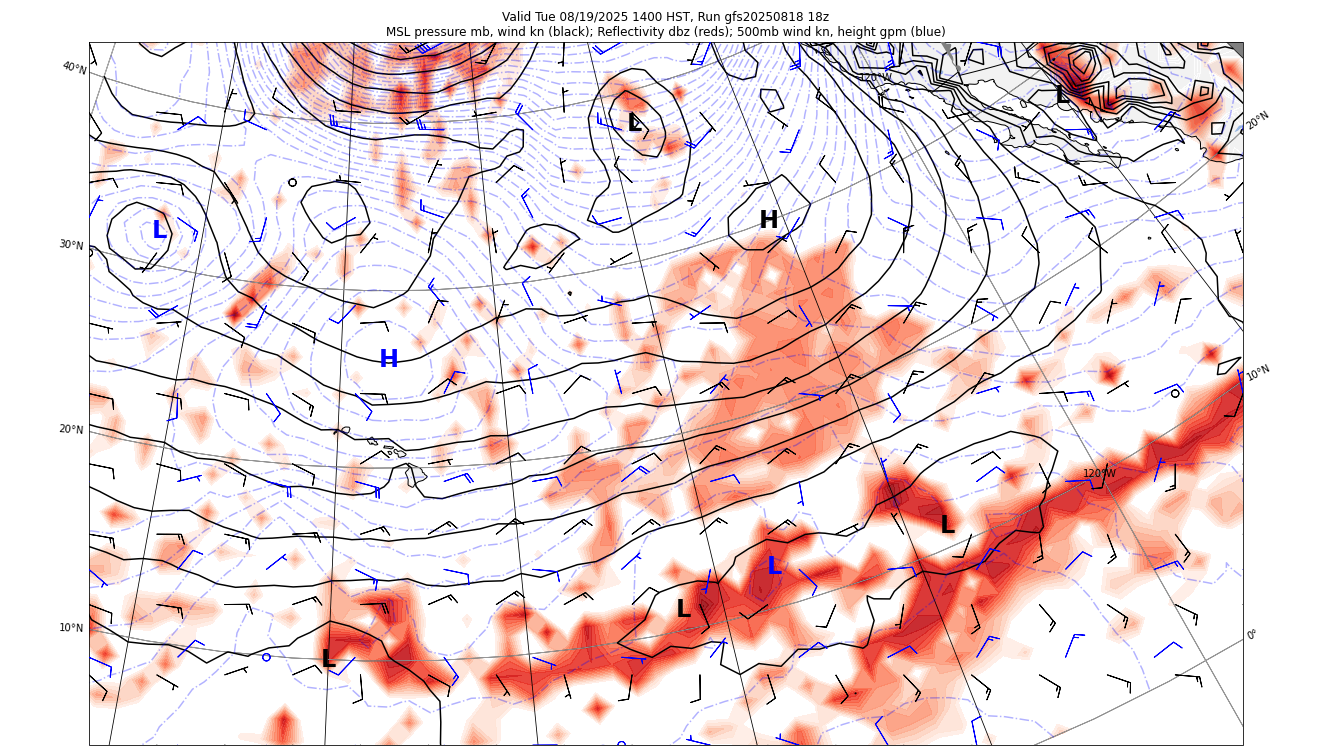 Valid Tue 08/19/2025 1400 HST, Run gfs20250818 18z
MSL pressure mb, wind kn (black); Reflectivity dbz (reds); 500mb wind kn, height gpm (blue)
40°N
120°W
L
20°N
L
H
L
30°N
H
10°N
20°N
120°W
L
L
L
10°N
0°
L